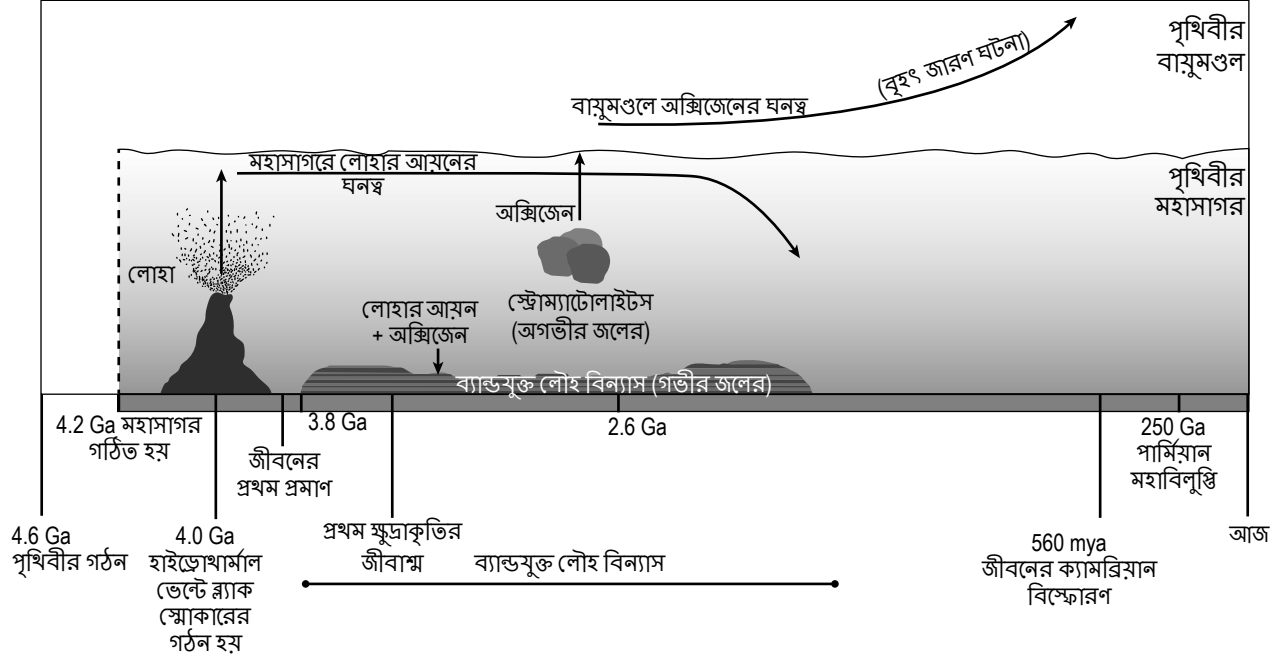 পৃথিবীর
বায়ুমণ্ডল
(বৃহৎ জারণ ঘটনা)
বায়ুমণ্ডলে অক্সিজেনের ঘনত্ব
মহাসাগরে লোহার আয়নের
ঘনত্ব
পৃথিবীর
মহাসাগর
অক্সিজেন
লোহা
লোহার আয়ন
+ অক্সিজেন
স্ট্রোম্যাটোলাইটস
(অগভীর জলের)
ব্যান্ডযুক্ত লৌহ বিন্যাস (গভীর জলের)
4.2 Ga মহাসাগর
গঠিত হয়
3.8 Ga
2.6 Ga
250 Ga
পার্মিয়ান
মহাবিলুপ্তি
জীবনের
প্রথম প্রমাণ
4.6 Ga
পৃথিবীর গঠন
4.0 Ga
হাইড্রোথার্মাল
ভেন্টে ব্ল্যাক
স্মোকারের
গঠন হয়
প্রথম ক্ষুদ্রাকৃতির
জীবাশ্ম
ব্যান্ডযুক্ত লৌহ বিন্যাস
560 mya
জীবনের ক্যামব্রিয়ান
বিস্ফোরণ
আজ